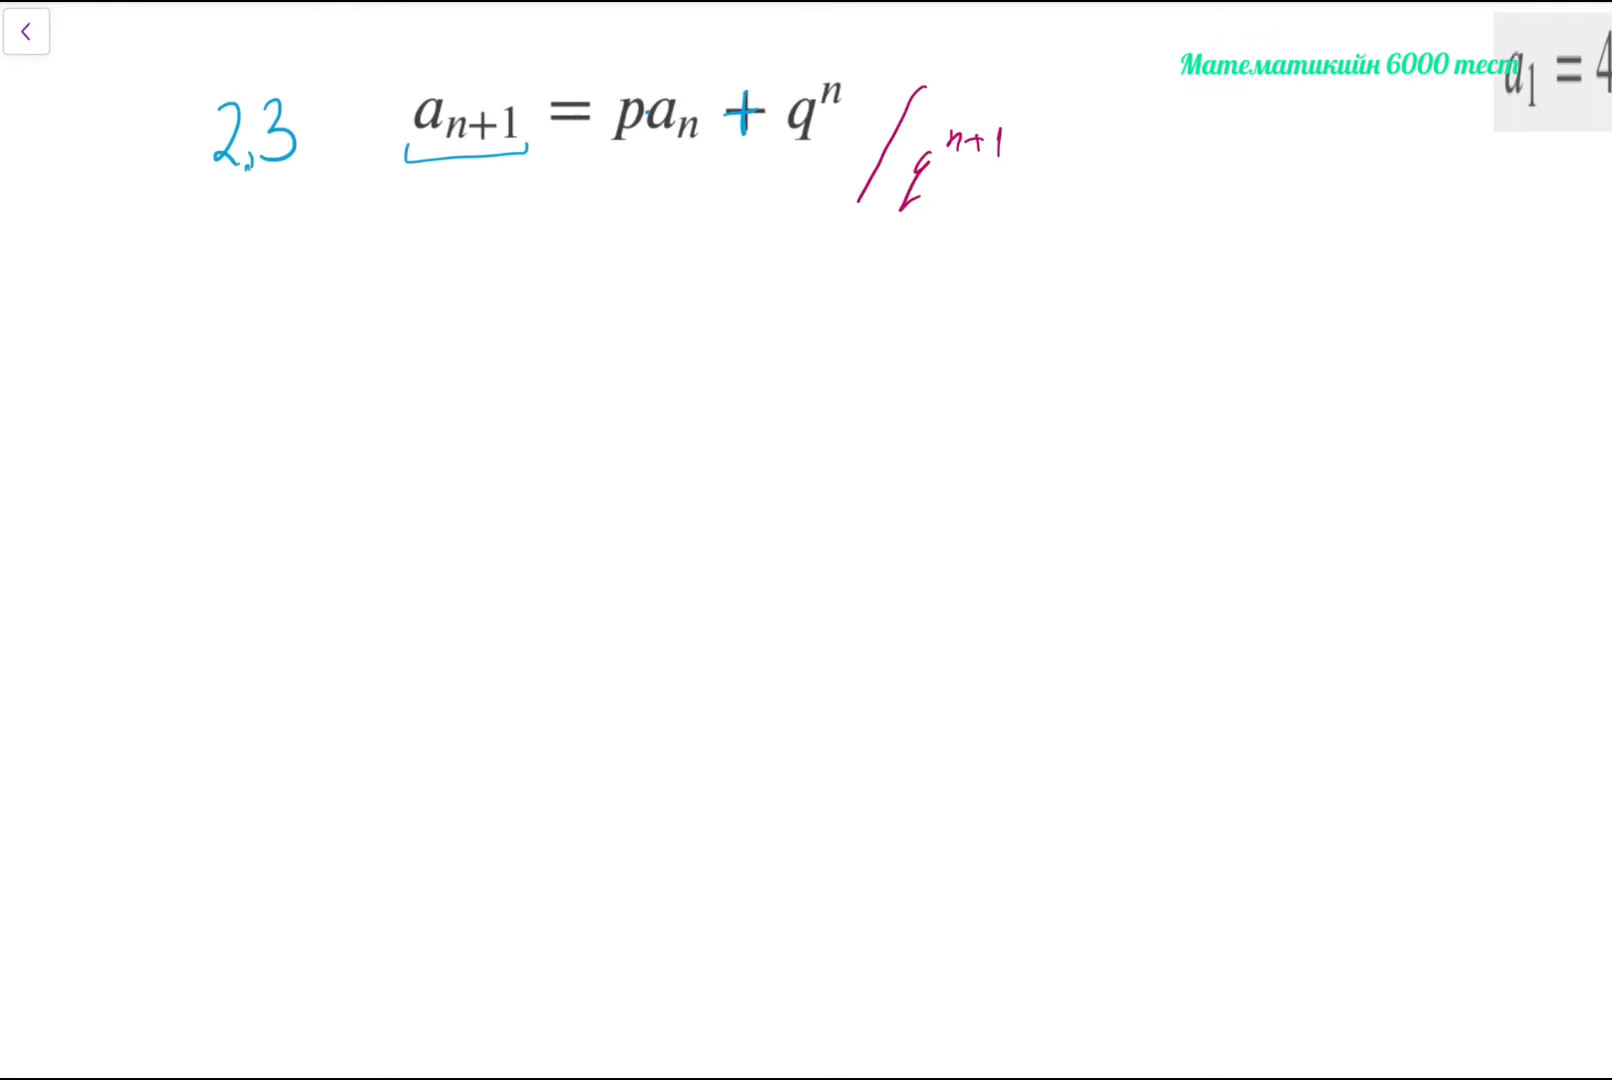 2,3 aₙ₊₁ = paₙ + qⁿ / qⁿ⁺¹
Математикийн 6000 тест
a₁ = 4